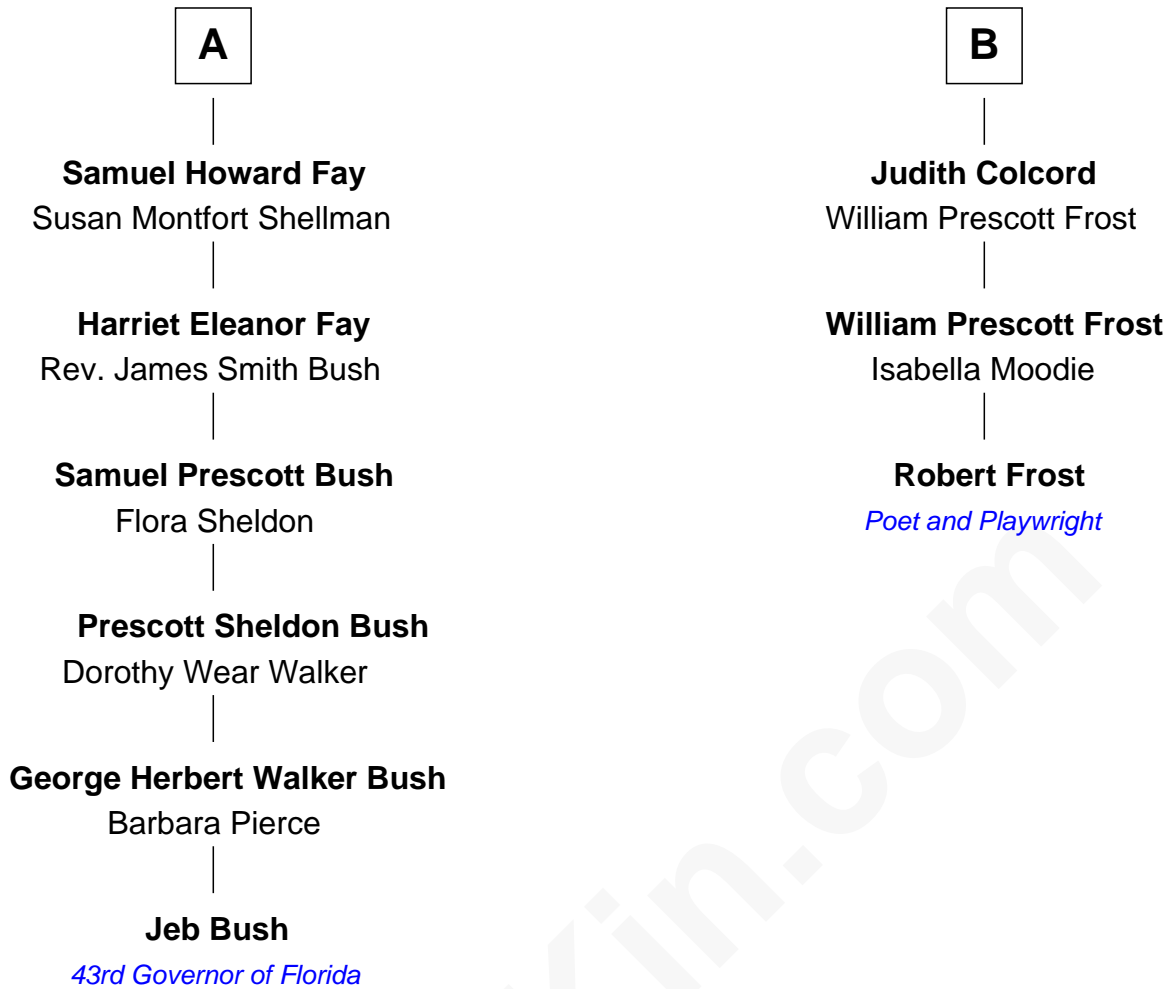 A
Samuel Howard Fay
Susan Montfort Shellman
Harriet Eleanor Fay
Rev. James Smith Bush
Samuel Prescott Bush
Flora Sheldon
Prescott Sheldon Bush
Dorothy Wear Walker
George Herbert Walker Bush
Barbara Pierce
Jeb Bush
43rd Governor of Florida
B
Judith Colcord
William Prescott Frost
William Prescott Frost
Isabella Moodie
Robert Frost
Poet and Playwright